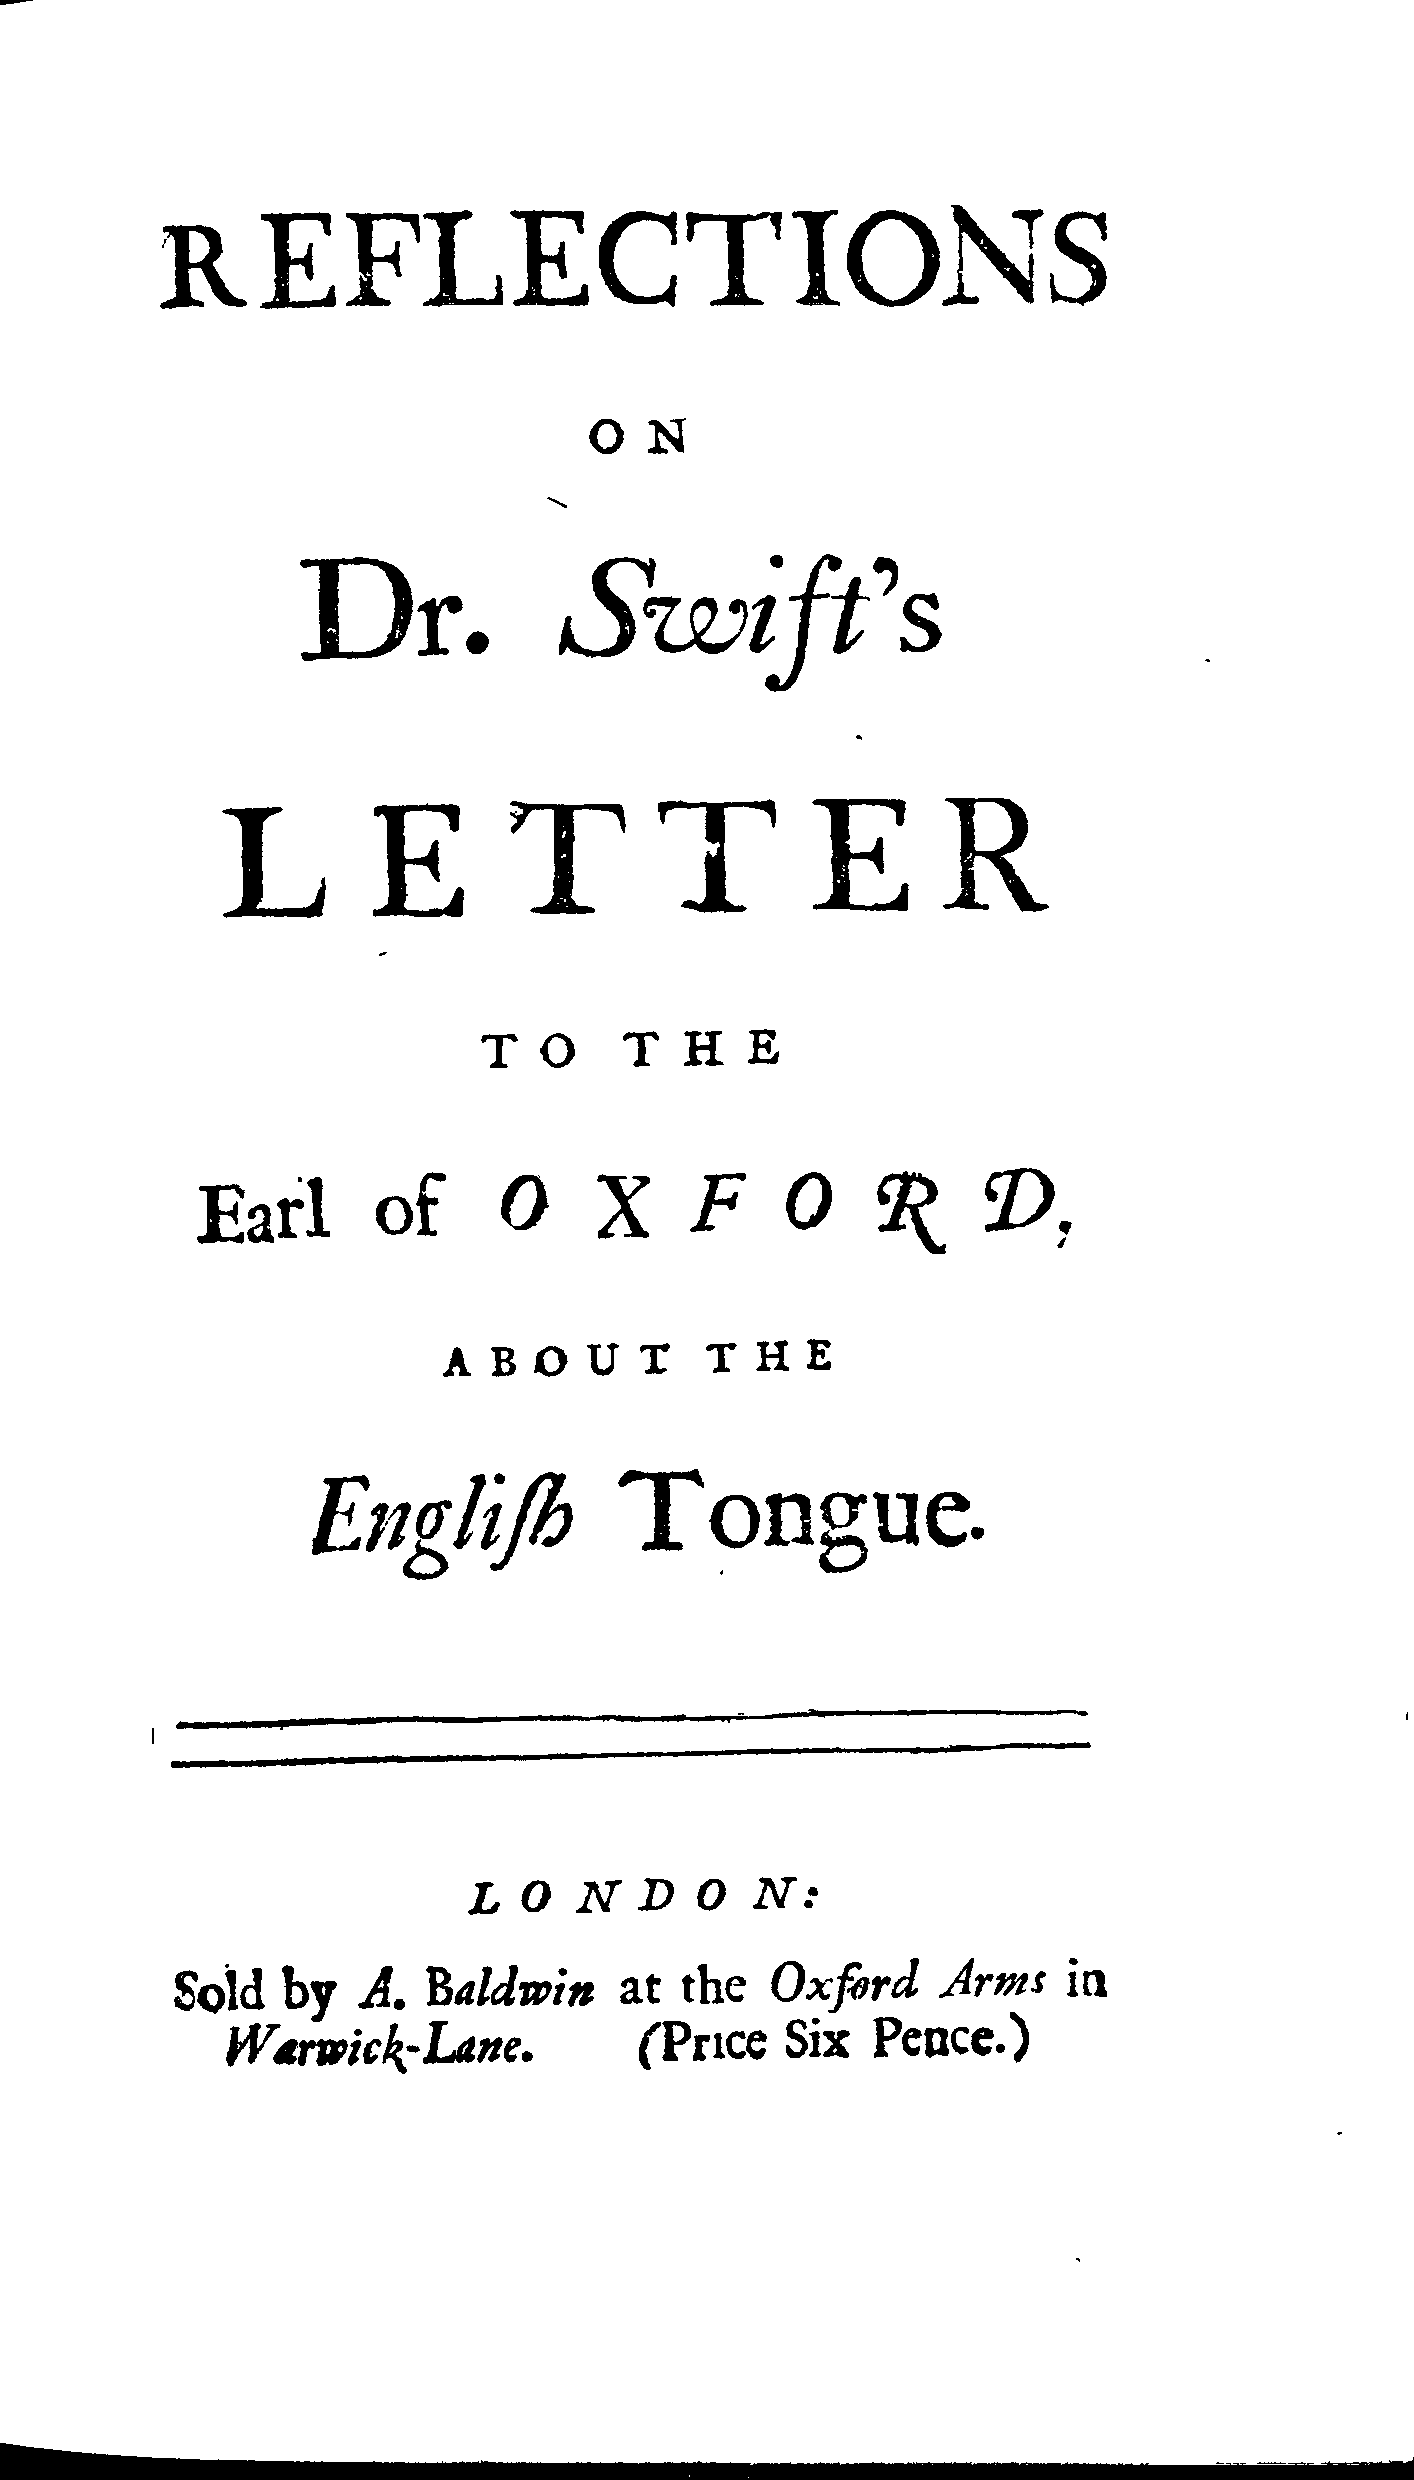 REFLECTIONS
ON
Dr. Swift's
LETTER
TO THE
Earl of OXFORD,
ABOUT THE
Engliſh Tongue.
LONDON:
Sold by A. Baldwin at the Oxford Arms in
Warwick-Lane. (Price Six Pence.)